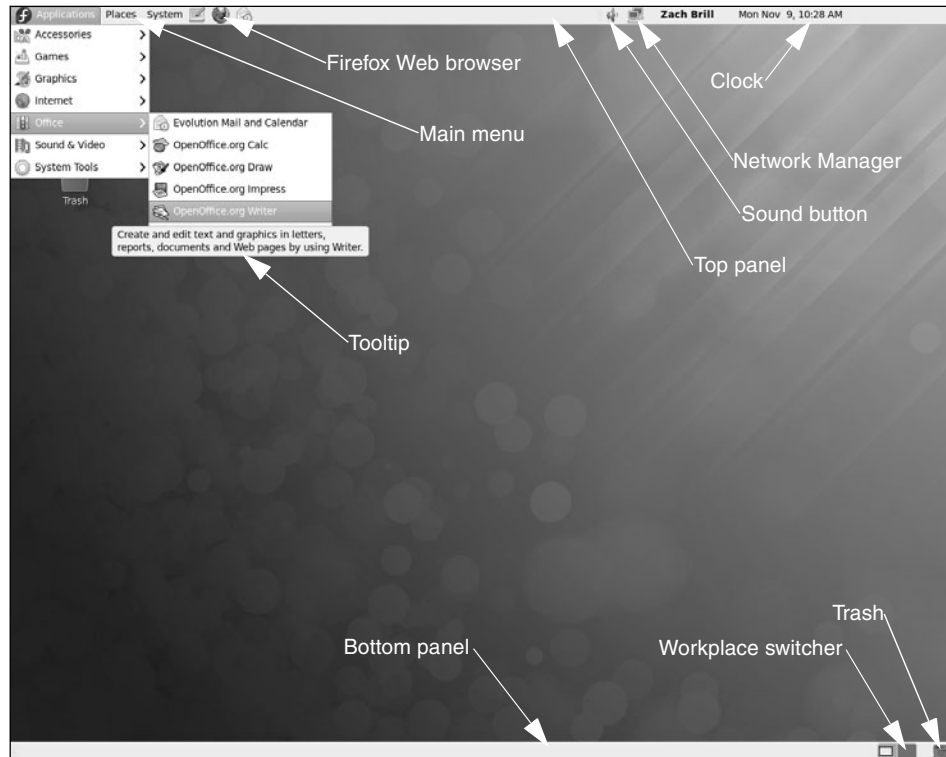 Applications Places System Zach Brill Mon Nov 9, 10:28 AM
Accessories
Games
Graphics
Internet
Office
Sound & Video
System Tools
Evolution Mail and Calendar
OpenOffice.org Calc
OpenOffice.org Draw
OpenOffice.org Impress
OpenOffice.org Writer
Trash
Create and edit text and graphics in letters,
reports, documents and Web pages by using Writer.
Firefox Web browser
Clock
Main menu
Network Manager
Sound button
Top panel
Tooltip
Trash
Bottom panel
Workplace switcher